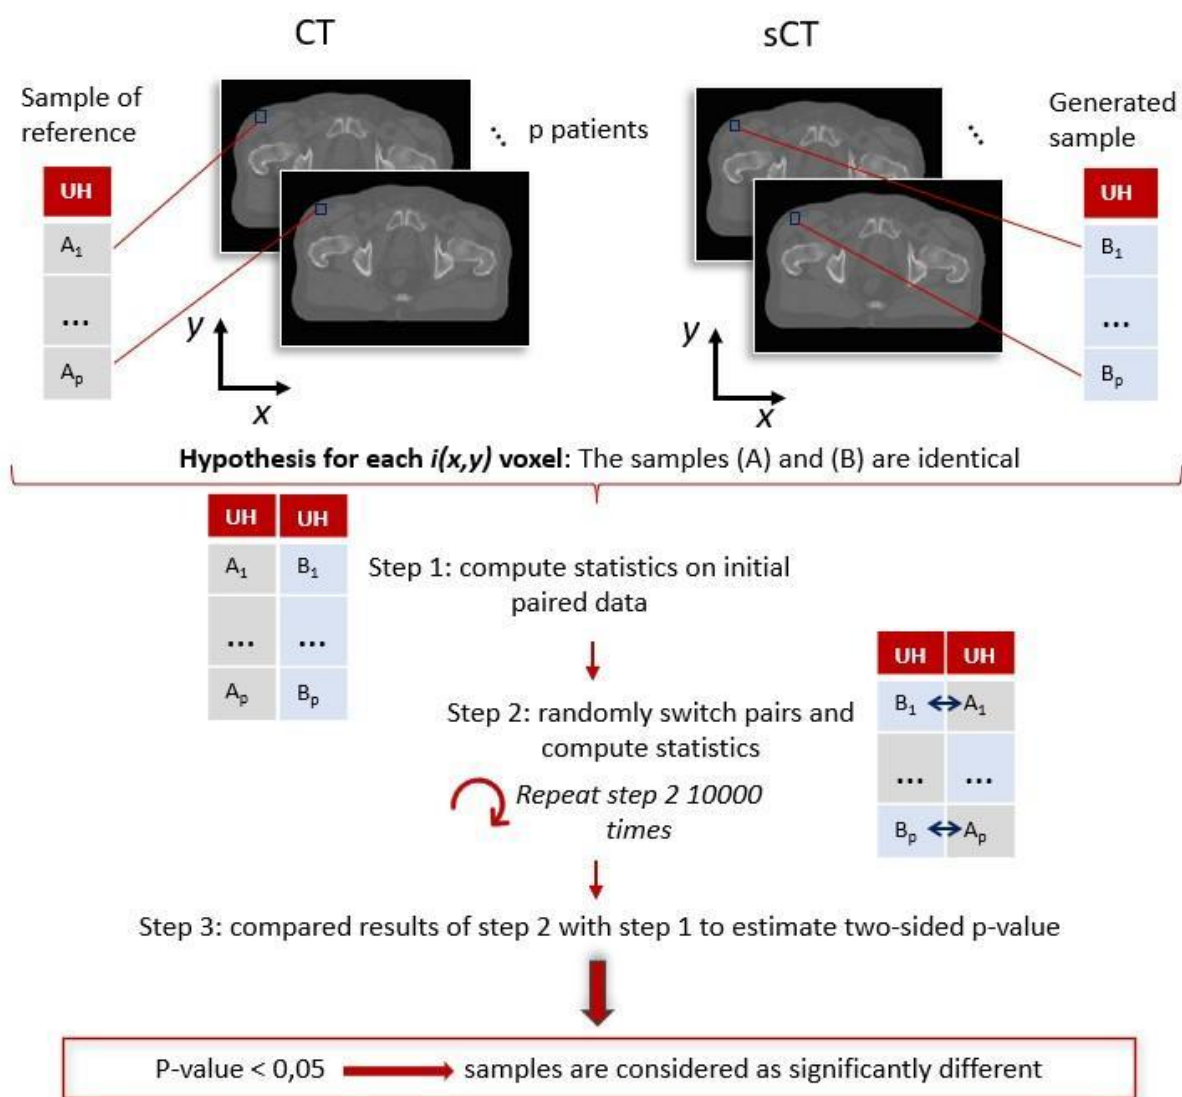 CT
sCT
Sample of
reference
p patients
Generated
sample
UH
A1
...
Ap
UH
B1
...
Bp
y
x
y
x
Hypothesis for each i(x,y) voxel: The samples (A) and (B) are identical
UH UH
A1 B1
... ...
Ap Bp
Step 1: compute statistics on initial
paired data
Step 2: randomly switch pairs and
compute statistics
Repeat step 2 10000
times
UH UH
B1 A1
... ...
Bp Ap
Step 3: compared results of step 2 with step 1 to estimate two-sided p-value
P-value < 0,05 samples are considered as significantly different